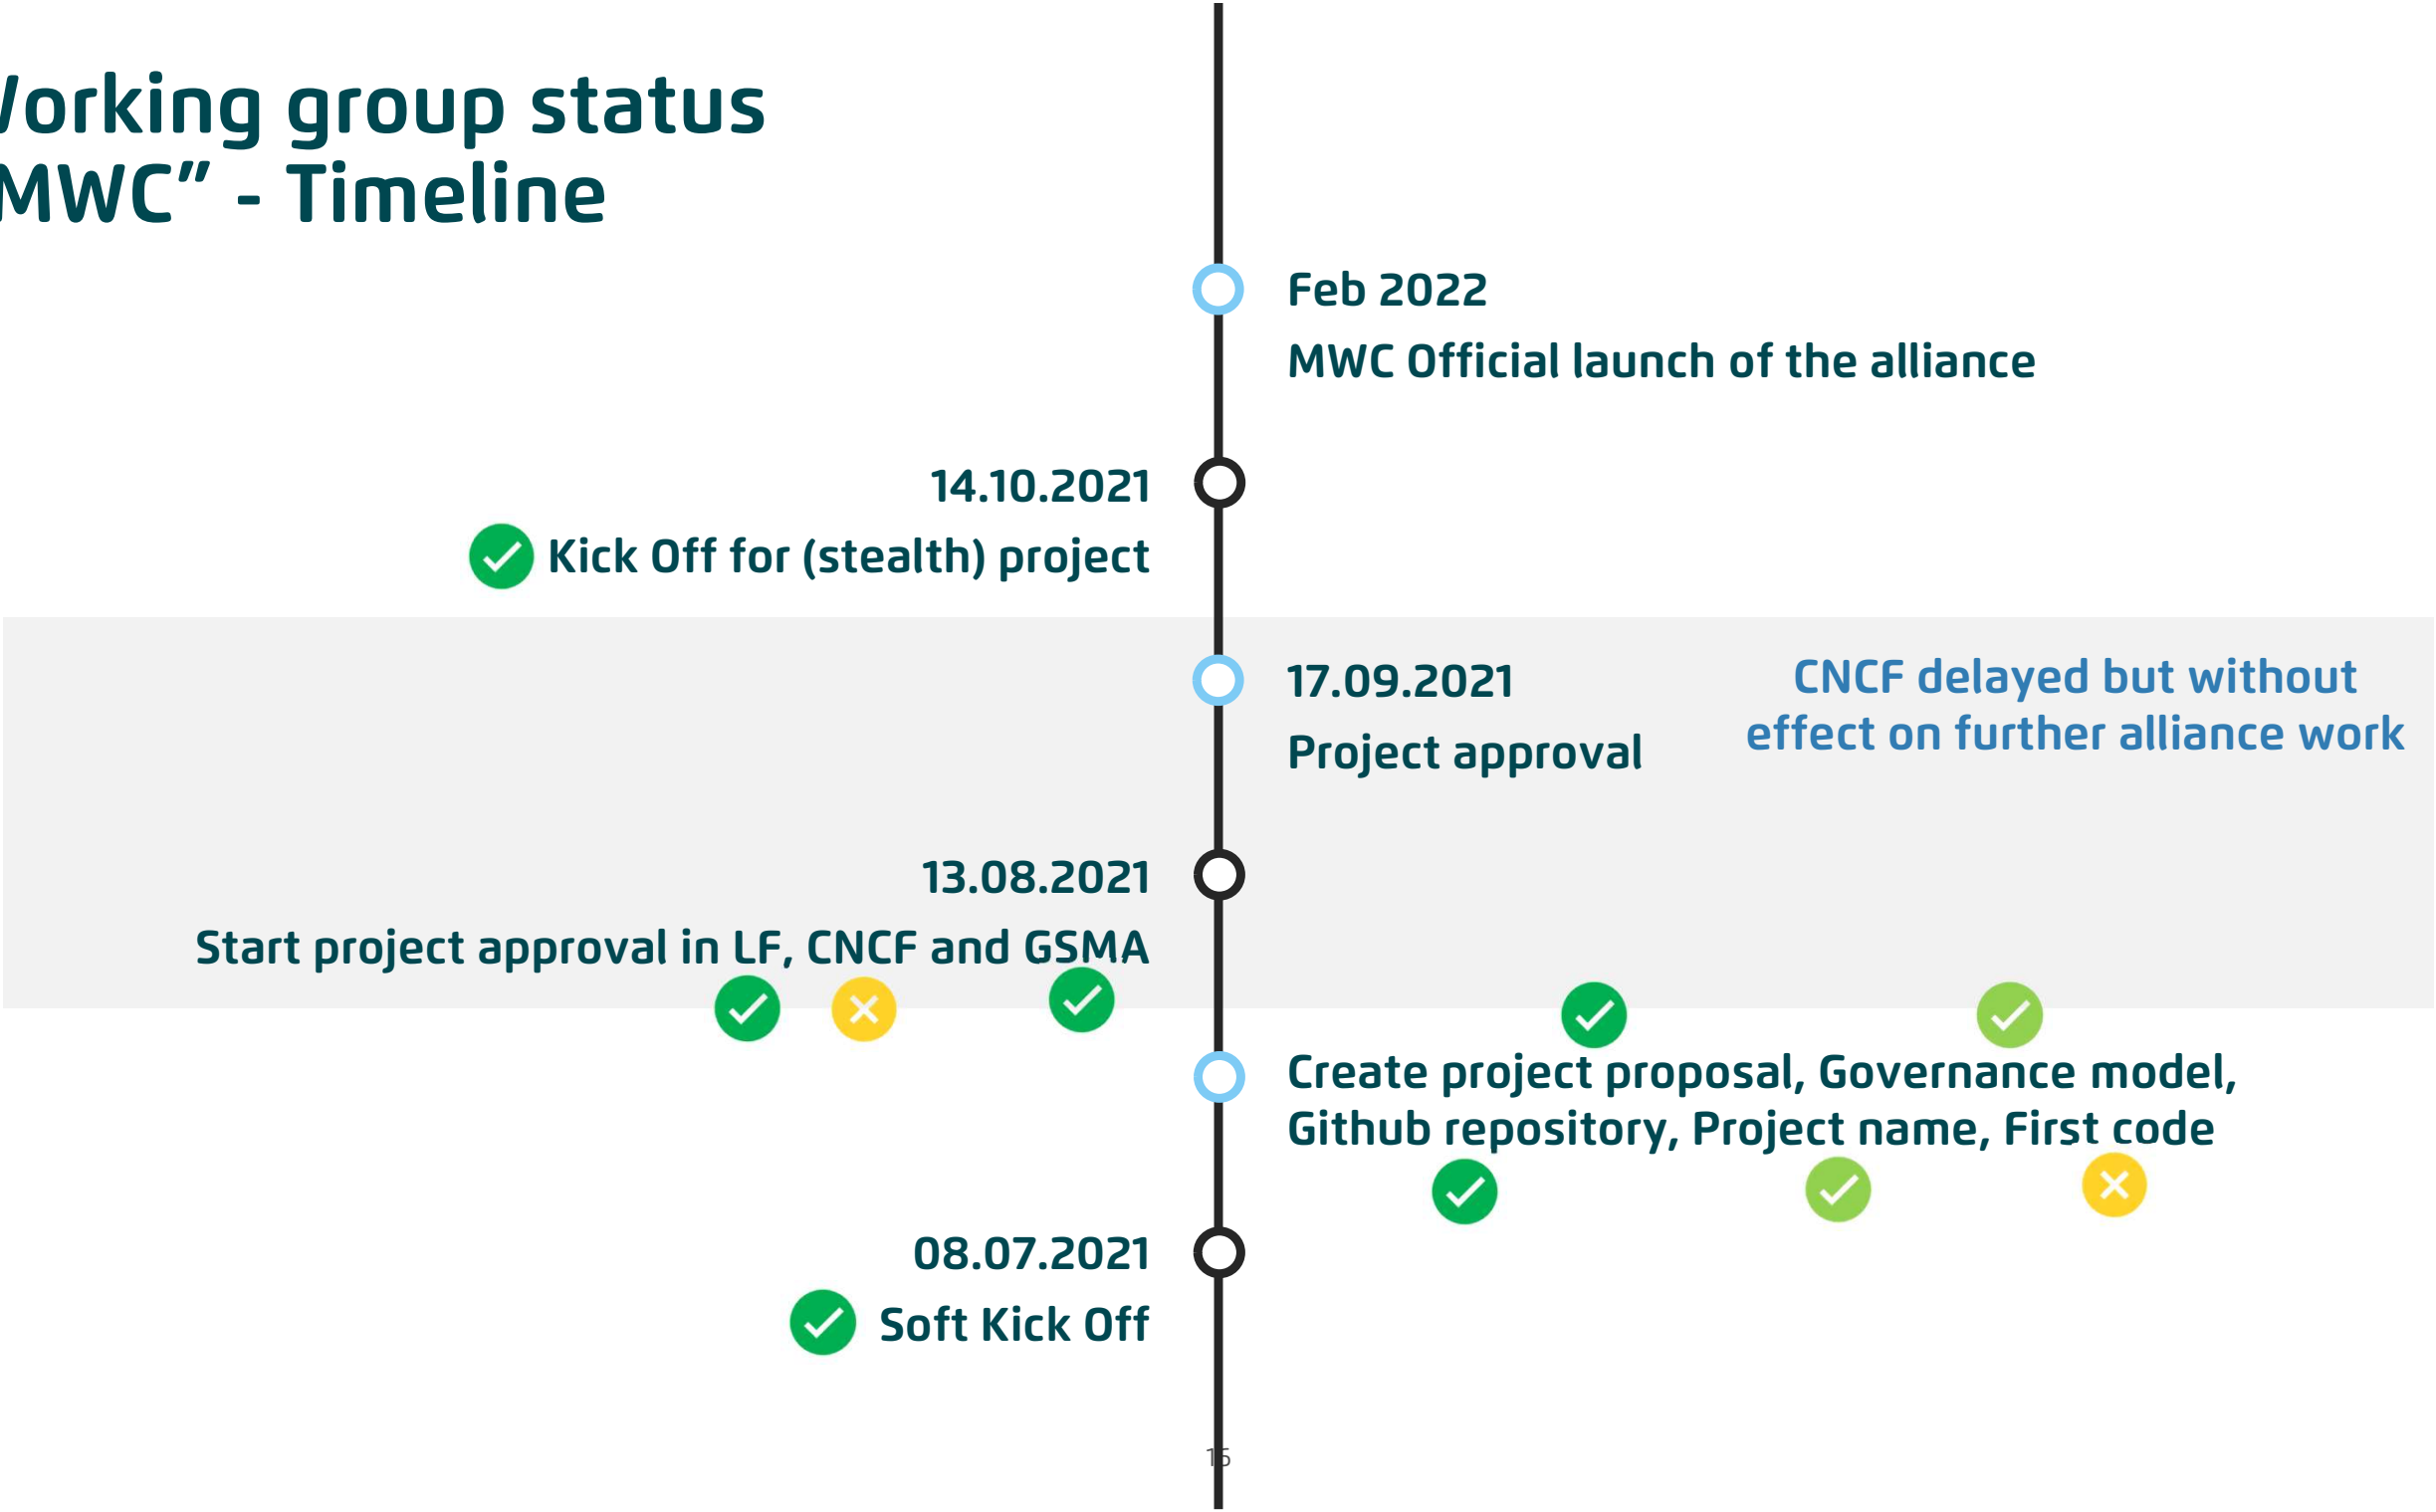 orking group status
MWC” - Timeline
Feb 2022
MWC Official launch of the alliance
14.10.2021
Kick Off for (stealth) project
17.09.2021
Project approval
CNCF delayed but without
effect on further alliance work
13.08.2021
Start project approval in LF, CNCF and GSMA
Create project proposal, Governance model,
Github repository, Project name, First code
08.07.2021
Soft Kick Off